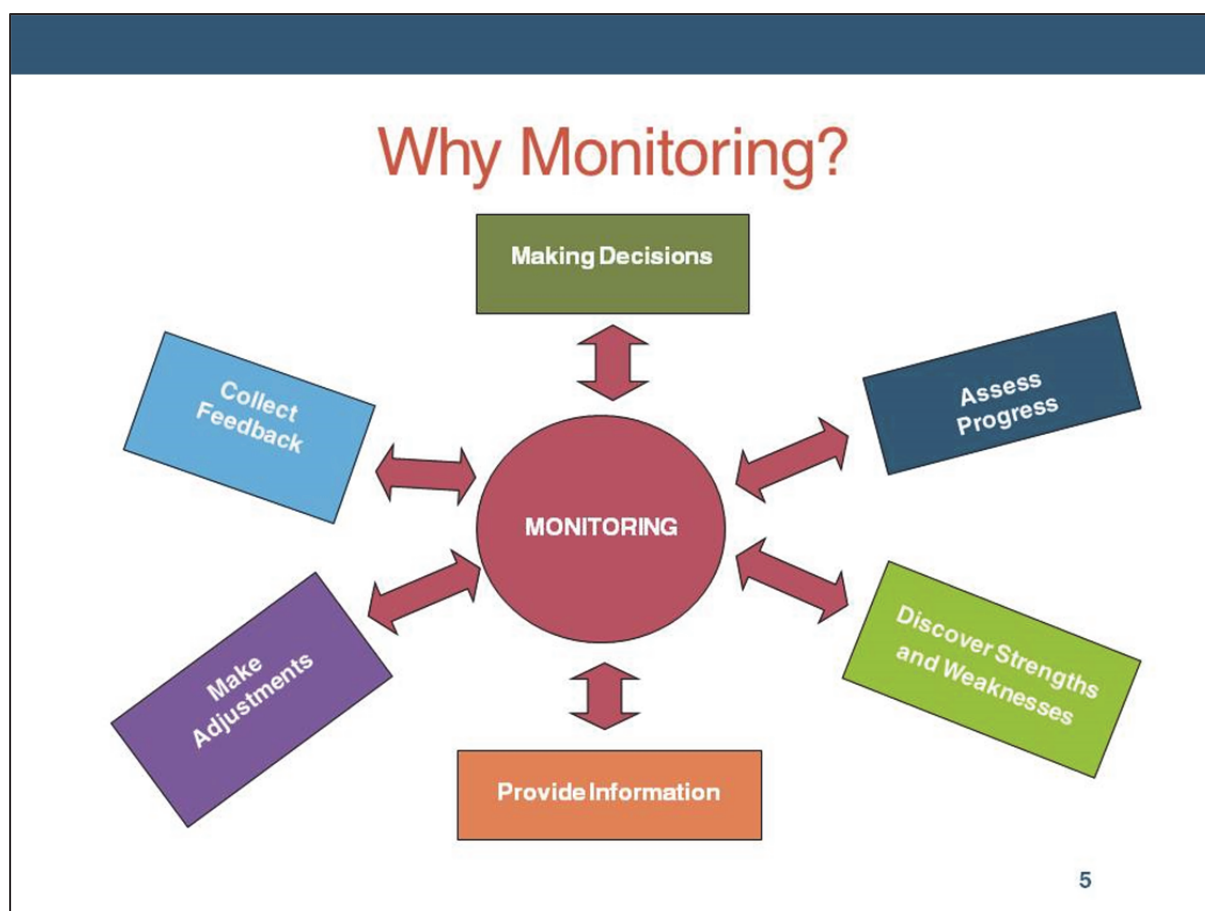 Why Monitoring?
Making Decisions
Collect
Feedback
Assess
Progress
MONITORING
Make
Adjustments
Discover Strengths
and Weaknesses
Provide Information
5